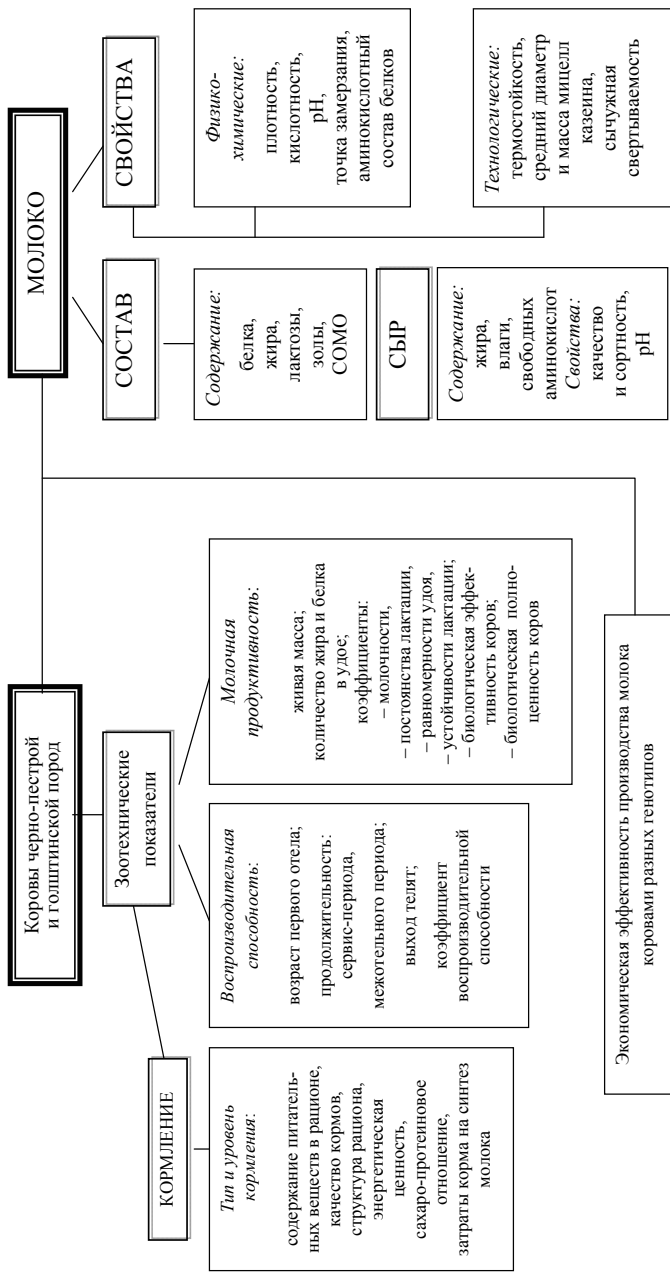 Коровы черно-пестрой
и голштинской пород
МОЛОКО
Зоотехнические
показатели
КОРМЛЕНИЕ
Тип и уровень
кормления:
содержание питатель-
ных веществ в рационе,
качество кормов,
структура рациона,
энергетическая
ценность,
сахаро-протеиновое
отношение,
затраты корма на синтез
молока
Воспроизводительная
способность:
возраст первого отела;
продолжительность:
сервис-периода,
межотельного периода;
выход телят;
коэффициент
воспроизводительной
способности
Молочная
продуктивность:
живая масса;
количество жира и белка
в удое;
коэффициенты:
– молочности,
– постоянства лактации,
– равномерности удоя,
– устойчивости лактации;
– биологическая эффек-
тивность коров;
– биологическая полно-
ценность коров
СОСТАВ
Содержание:
белка,
жира,
лактозы,
золы,
СОМО
СЫР
Содержание:
жира,
влаги,
свободных
аминокислот
Свойства:
качество
и сортность,
pH
СВОЙСТВА
Физико-
химические:
плотность,
кислотность,
pH,
точка замерзания,
аминокислотный
состав белков
Технологические:
термостойкость,
средний диаметр
и масса мицелл
казеина,
сычужная
свертываемость
Экономическая эффективность производства молока
коровами разных генотипов